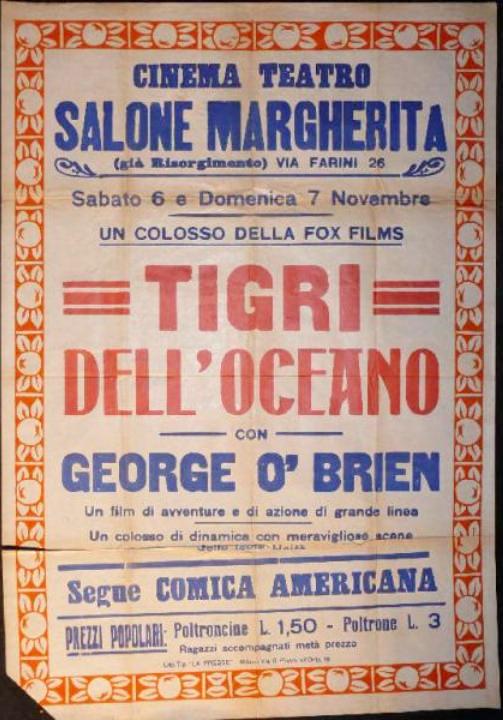 CINEMA TEATRO
SALONE MARGHERITA
(già Risorgimento) VIA FARINI 26
Sabato 6 e Domenica 7 Novembre
UN COLOSSO DELLA FOX FILMS
TIGRI
DELL'OCEANO
CON
GEORGE O' BRIEN
Un film di avventure e di azione di grande linea
Un colosso di dinamica con meravigliose scene
Segue COMICA AMERICANA
PREZZI POPOLARI: Poltroncine L. 1,50 - Poltrone L. 3
Ragazzi accompagnati metà prezzo